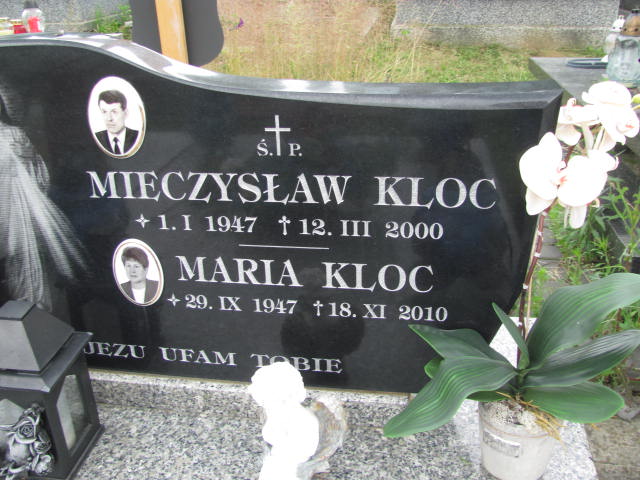 Ś. P.
MIECZYSŁAW KLOC
✧ 1. I 1947 † 12. III 2000
MARIA KLOC
✧ 29. IX 1947 † 18. XI 2010
JEZU UFAM TOBIE